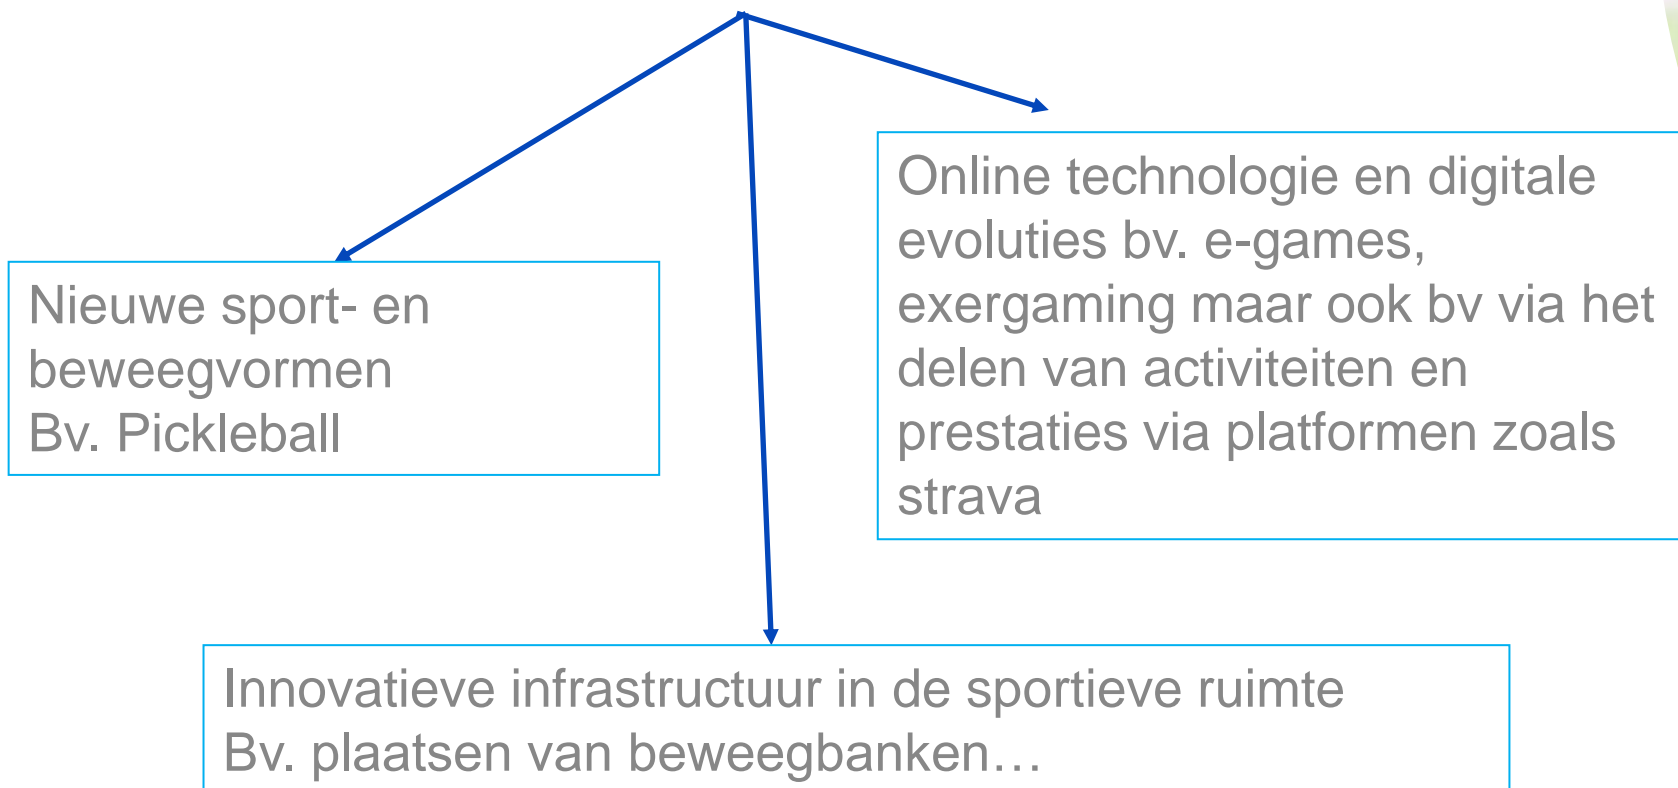 Nieuwe sport- en
beweegvormen
Bv. Pickleball
Online technologie en digitale
evoluties bv. e-games,
exergaming maar ook bv via het
delen van activiteiten en
prestaties via platformen zoals
strava
Innovatieve infrastructuur in de sportieve ruimte
Bv. plaatsen van beweegbanken…